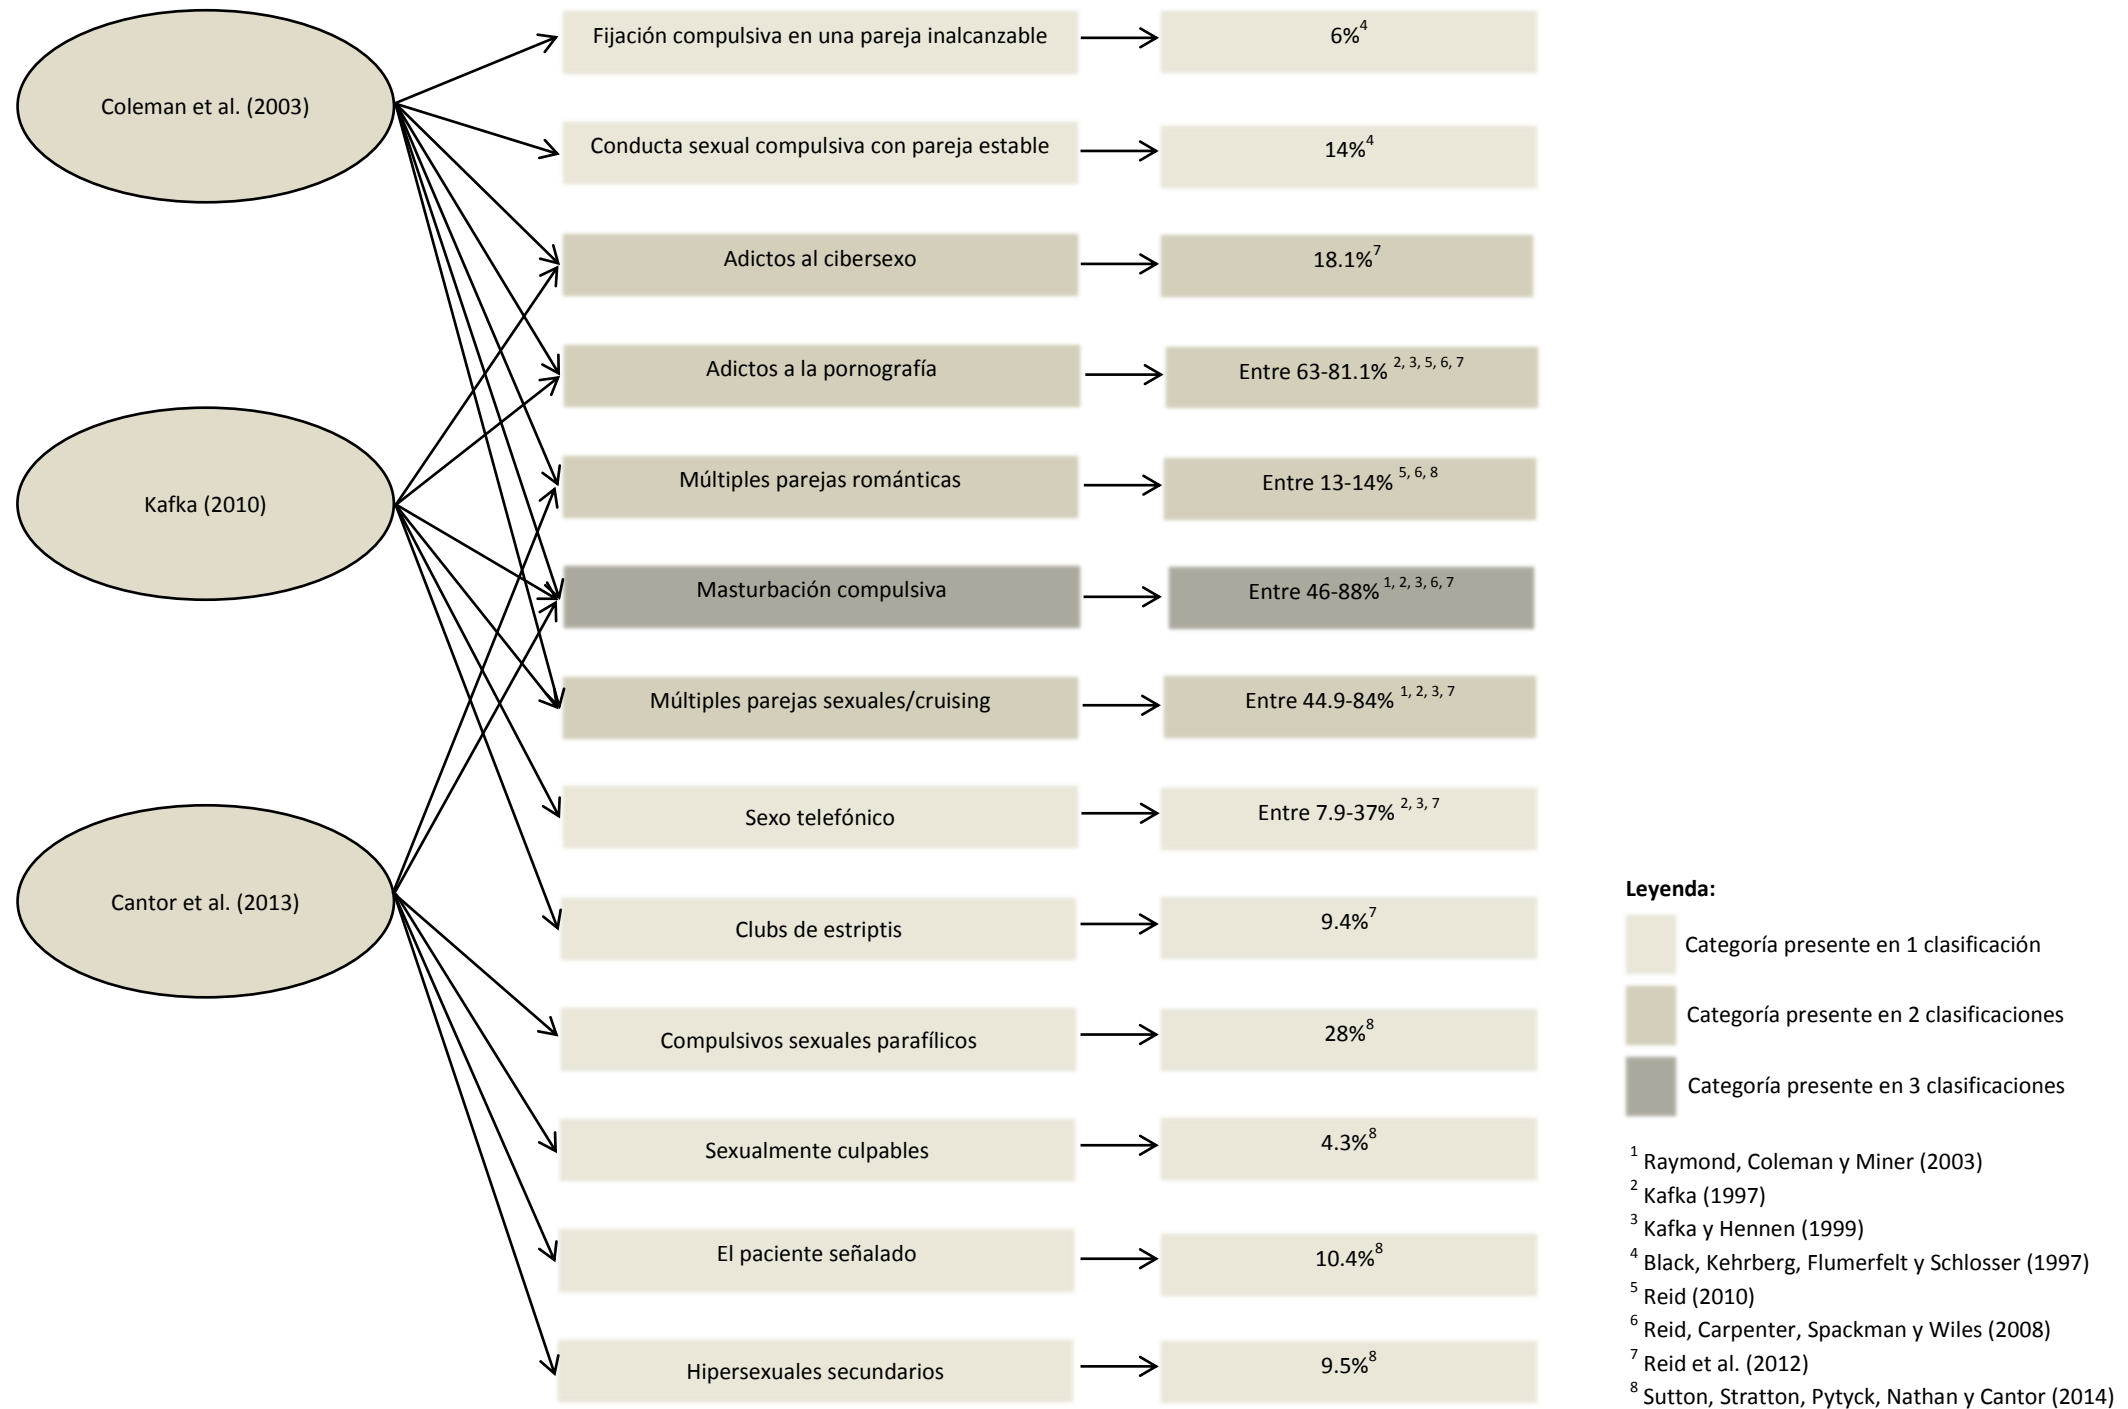 Coleman et al. (2003)
Kafka (2010)
Cantor et al. (2013)
Fijación compulsiva en una pareja inalcanzable
6%4
Conducta sexual compulsiva con pareja estable
14%4
Adictos al cibersexo
18.1%7
Adictos a la pornografía
Entre 63-81.1% 2, 3, 5, 6, 7
Múltiples parejas románticas
Entre 13-14% 5, 6, 8
Masturbación compulsiva
Entre 46-88% 1, 2, 3, 6, 7
Múltiples parejas sexuales/cruising
Entre 44.9-84% 1, 2, 3, 7
Sexo telefónico
Entre 7.9-37% 2, 3, 7
Clubs de estriptis
9.4%7
Compulsivos sexuales parafílicos
28%8
Sexualmente culpables
4.3%8
El paciente señalado
10.4%8
Hipersexuales secundarios
9.5%8
Leyenda:
Categoría presente en 1 clasificación
Categoría presente en 2 clasificaciones
Categoría presente en 3 clasificaciones
1 Raymond, Coleman y Miner (2003)
2 Kafka (1997)
3 Kafka y Hennen (1999)
4 Black, Kehrberg, Flumerfelt y Schlosser (1997)
5 Reid (2010)
6 Reid, Carpenter, Spackman y Wiles (2008)
7 Reid et al. (2012)
8 Sutton, Stratton, Pytyck, Nathan y Cantor (2014)